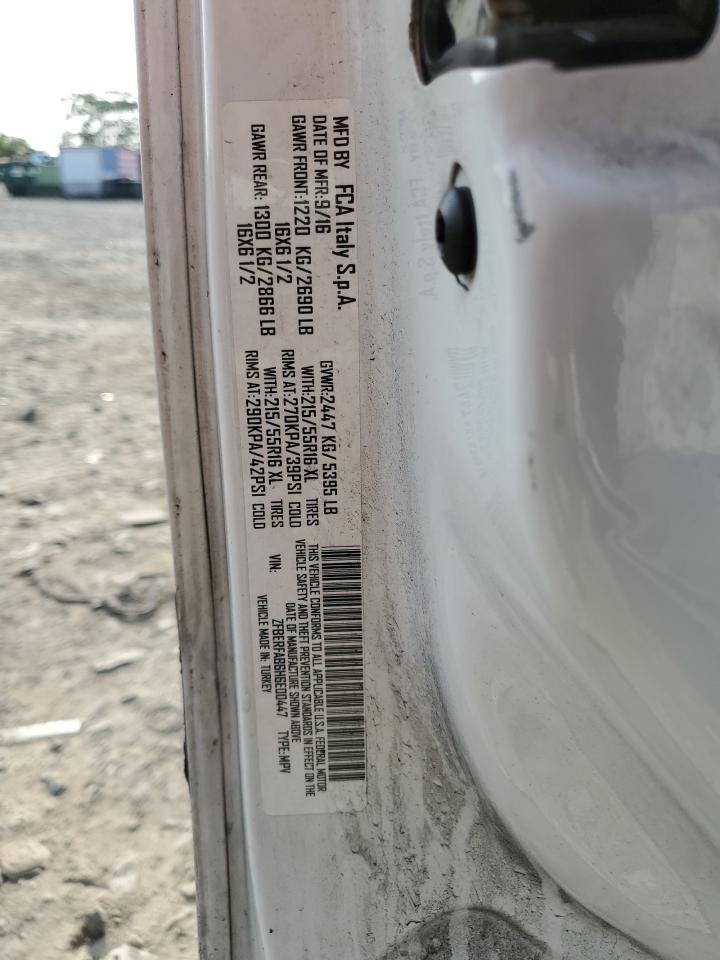 MFD BY FCA Italy S.p.A.
DATE OF MFR:9/16 GVWR:2447 KG/5395 LB
GAWR FRONT:1220 KG/2690 LB WITH:215/55R16 XL TIRES
16X6 1/2 RIMS AT:270KPA/39PSI COLD
GAWR REAR:1300 KG/2866 LB WITH:215/55R16 XL TIRES
16X6 1/2 RIMS AT:290KPA/42PSI COLD
THIS VEHICLE CONFORMS TO ALL APPLICABLE U.S.A. FEDERAL MOTOR
VEHICLE SAFETY AND THEFT PREVENTION STANDARDS IN EFFECT ON THE
DATE OF MANUFACTURE SHOWN ABOVE
VIN: ZFBERFAB6H6E01447 TYPE:MPV
VEHICLE MADE IN: TURKEY